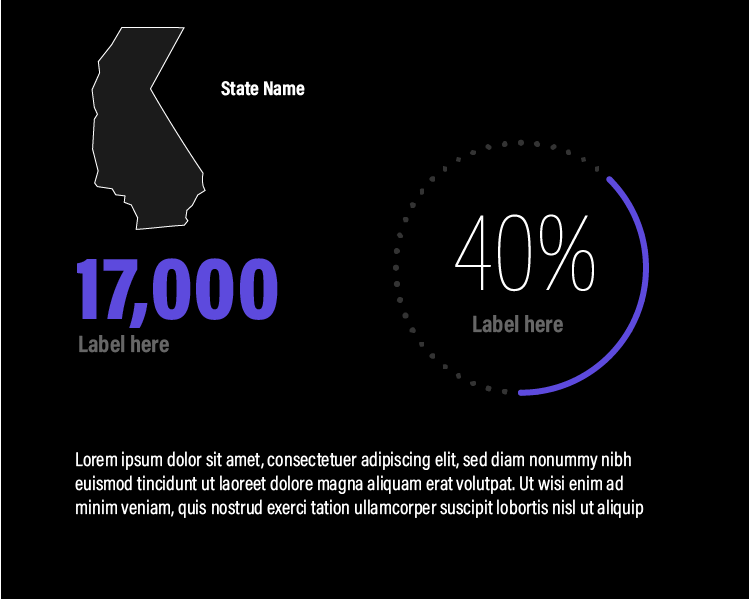 State Name
17,000
Label here
40%
Label here
Lorem ipsum dolor sit amet, consectetuer adipiscing elit, sed diam nonummy nibh
euismod tincidunt ut laoreet dolore magna aliquam erat volutpat. Ut wisi enim ad
minim veniam, quis nostrud exerci tation ullamcorper suscipit lobortis nisl ut aliquip